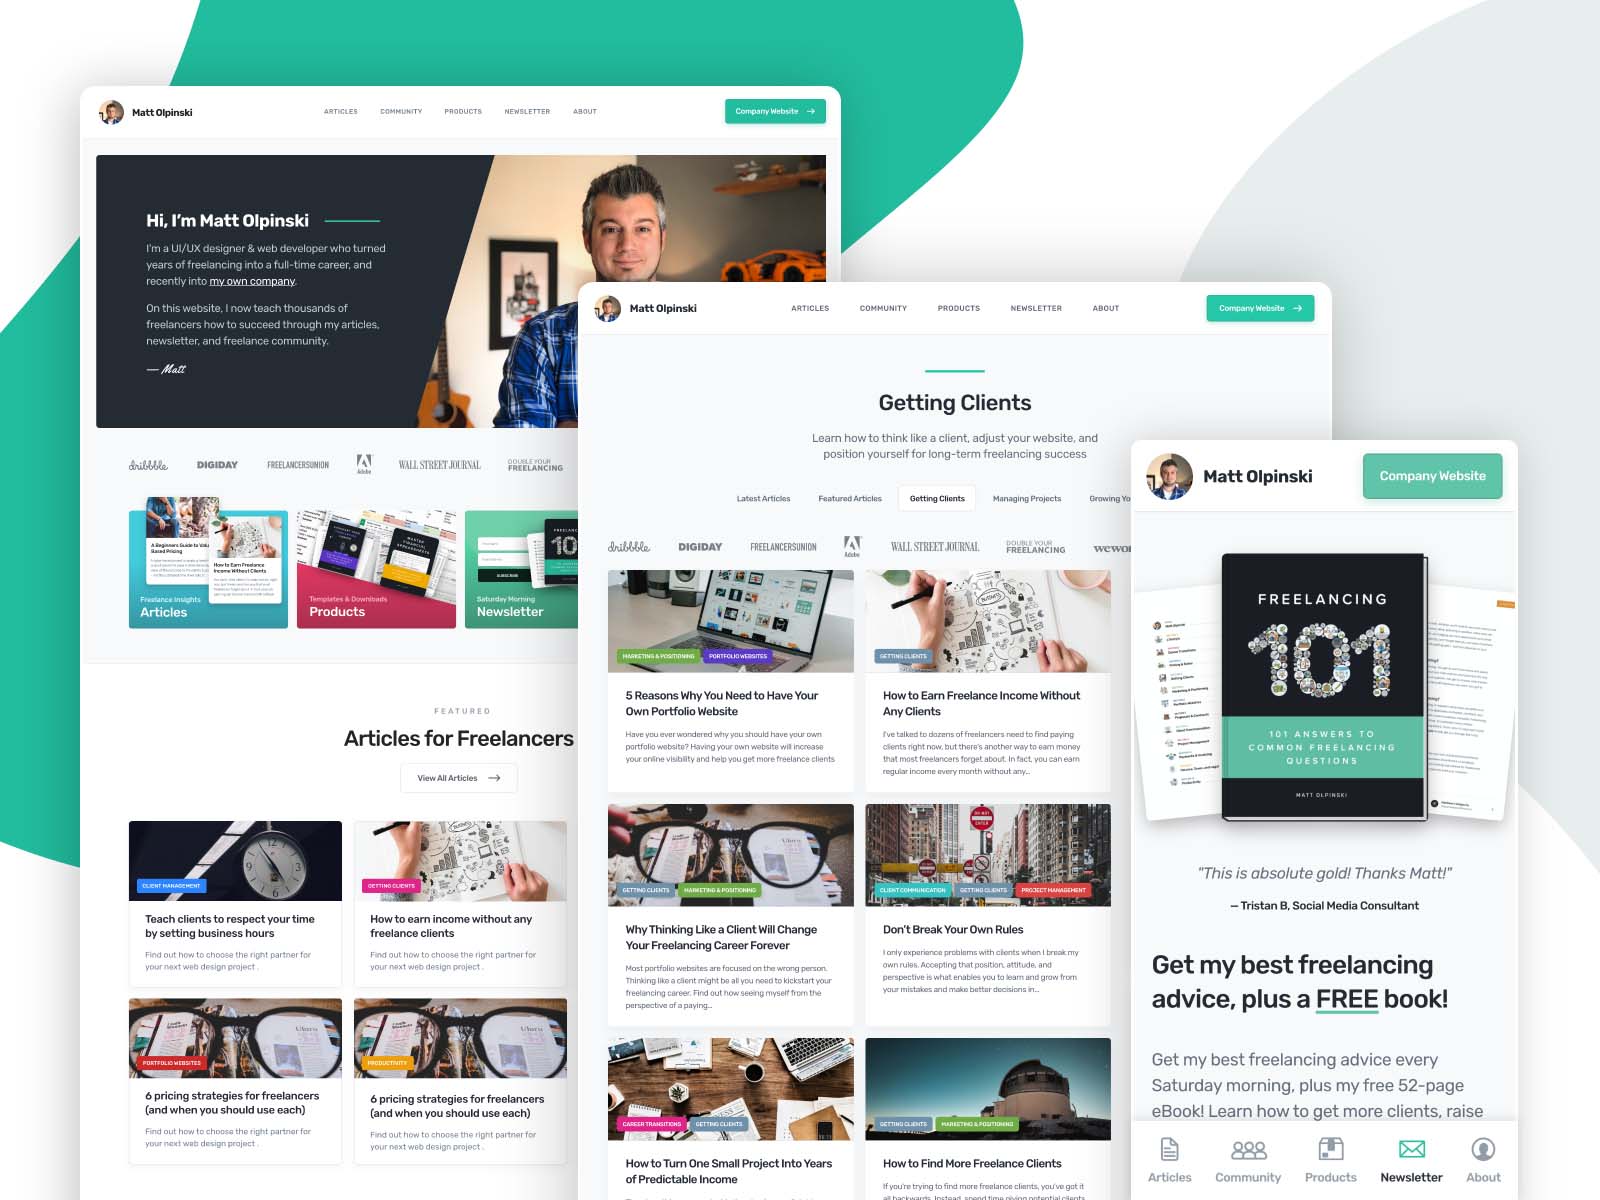 Matt Olpinski
ARTICLES
COMMUNITY
PRODUCTS
NEWSLETTER
ABOUT
Company Website
Hi, I'm Matt Olpinski
I'm a UI/UX designer & web developer who turned
years of freelancing into a full-time career, and
recently into my own company.
On this website, I now teach thousands of
freelancers how to succeed through my articles,
newsletter, and freelance community.
— Matt
dribbble
DIGIDAY
FREELANCERSUNION
Adobe
WALL STREET JOURNAL
DOUBLE YOUR
FREELANCING
A Beginners Guide to Valu
Based Pricing
How to Earn Freelance
Income Without Clients
Freelance Insights
Articles
Templates & Downloads
Products
SUBSCRIBE
Saturday Morning
Newsletter
FEATURED
Articles for Freelancers
View All Articles
CLIENT MANAGEMENT
Teach clients to respect your time
by setting business hours
Find out how to choose the right partner for
your next web design project .
GETTING CLIENTS
How to earn income without any
freelance clients
Find out how to choose the right partner for
your next web design project .
PORTFOLIO WEBSITES
6 pricing strategies for freelancers
(and when you should use each)
Find out how to choose the right partner for
your next web design project .
PRODUCTIVITY
6 pricing strategies for freelancers
(and when you should use each)
Find out how to choose the right partner for
your next web design project .
Matt Olpinski
ARTICLES
COMMUNITY
PRODUCTS
NEWSLETTER
ABOUT
Company Website
Getting Clients
Learn how to think like a client, adjust your website, and
position yourself for long-term freelancing success
Latest Articles
Featured Articles
Getting Clients
Managing Projects
Growing Yo
dribbble
DIGIDAY
FREELANCERSUNION
Adobe
WALL STREET JOURNAL
DOUBLE YOUR
FREELANCING
wewor
MARKETING & POSITIONING
PORTFOLIO WEBSITES
5 Reasons Why You Need to Have Your
Own Portfolio Website
Have you ever wondered why you should have your own
portfolio website? Having your own website will increase
your online visibility and help you get more freelance clients
BUSINESS
GETTING CLIENTS
How to Earn Freelance Income Without
Any Clients
I've talked to dozens of freelancers need to find paying
clients right now, but there's another way to earn money
that most freelancers forget about. In fact, you can earn
regular income every month without any...
GETTING CLIENTS
MARKETING & POSITIONING
Why Thinking Like a Client Will Change
Your Freelancing Career Forever
Most portfolio websites are focused on the wrong person.
Thinking like a client might be all you need to kickstart your
freelancing career. Find out how seeing myself from the
perspective of a paying...
DO NOT
ENTER
CLIENT COMMUNICATION
GETTING CLIENTS
PROJECT MANAGEMENT
Don't Break Your Own Rules
I only experience problems with clients when I break my
own rules. Accepting that position, attitude, and
perspective is what enables you to learn and grow from
your mistakes and make better decisions in...
CAREER TRANSITIONS
GETTING CLIENTS
How to Turn One Small Project Into Years
of Predictable Income
GETTING CLIENTS
MARKETING & POSITIONING
How to Find More Freelance Clients
If you're trying to find more freelance clients, you've got it
all backwards. Instead, spend time giving potential clients
Matt Olpinski
Company Website
FREELANCING
101
101 ANSWERS TO
COMMON FREELANCING
QUESTIONS
MATT OLPINSKI
"This is absolute gold! Thanks Matt!"
— Tristan B, Social Media Consultant
Get my best freelancing
advice, plus a FREE book!
Get my best freelancing advice every
Saturday morning, plus my free 52-page
eBook! Learn how to get more clients, raise
Articles
Community
Products
Newsletter
About